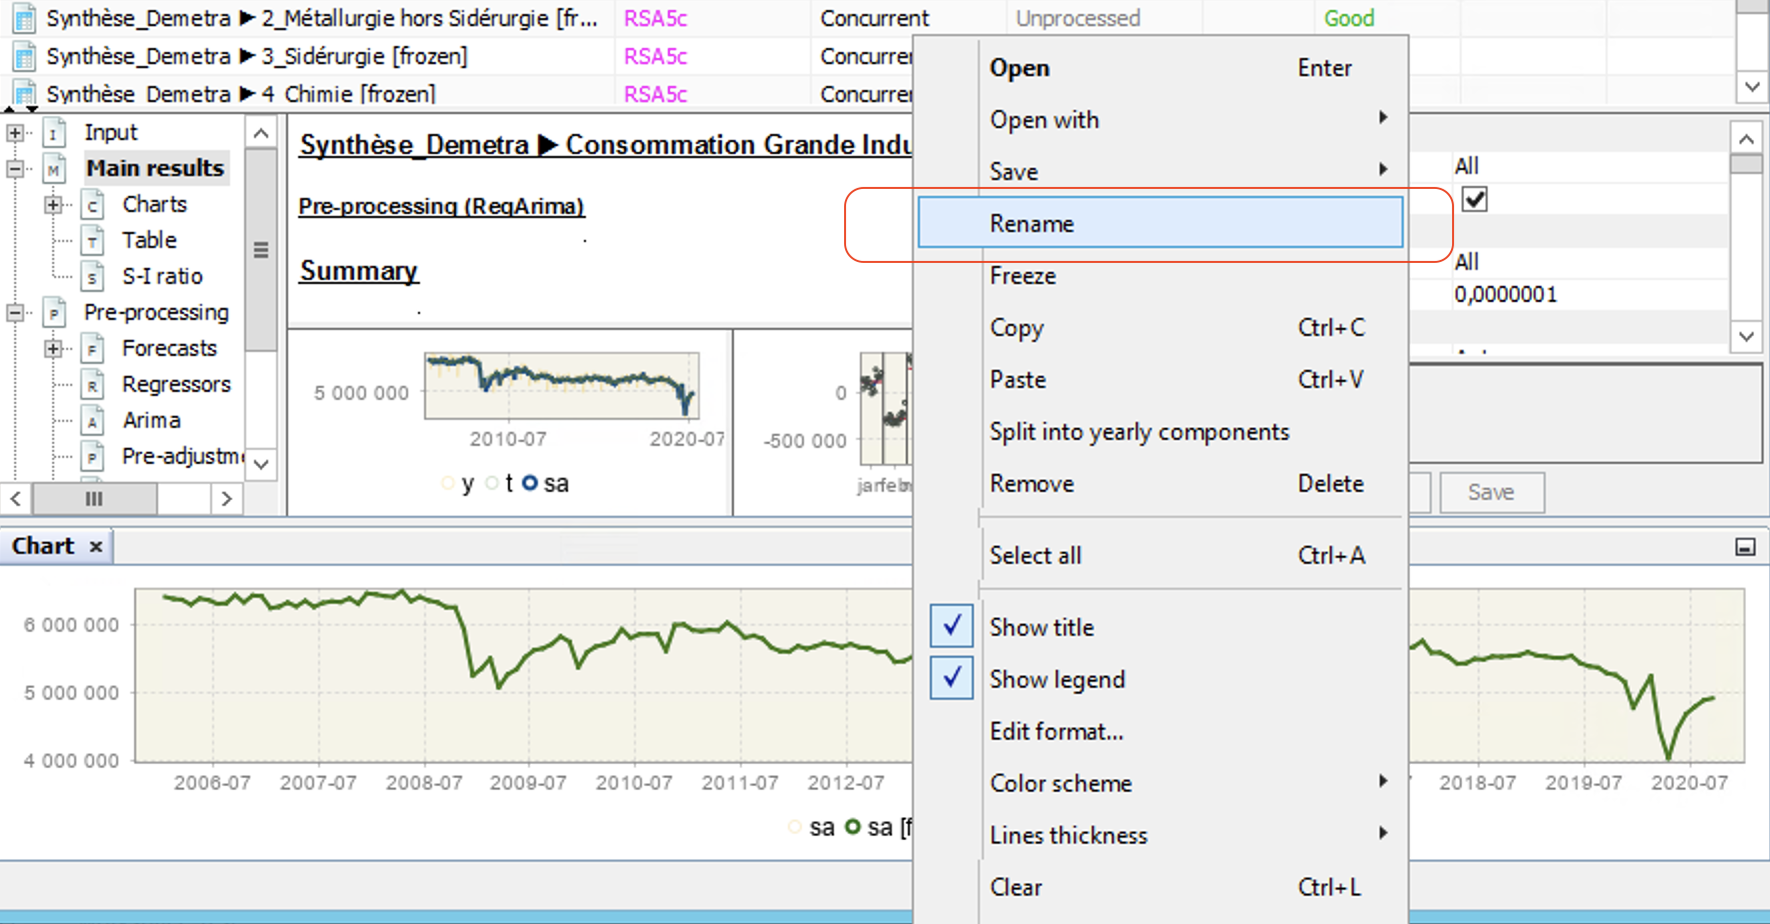 Synthèse_Demetra ▶ 2_Métallurgie hors Sidérurgie [fr... RSA5c Concurrent Unprocessed Good
Synthèse_Demetra ▶ 3_Sidérurgie [frozen] RSA5c Concurre
Synthèse_Demetra ▶ 4_Chimie [frozen] RSA5c Concurrer
Input
Main results
Charts
Table
S-I ratio
Pre-processing
Forecasts
Regressors
Arima
Pre-adjustm
Synthèse_Demetra ▶ Consommation Grande Indu
Pre-processing (RegArima)
.
Summary
.
5 000 000
2010-07 2020-07
y t sa
0
-500 000
Open Enter
Open with
Save
Rename
Freeze
Copy Ctrl+C
Paste Ctrl+V
Split into yearly components
Remove Delete
Select all Ctrl+A
Show title
Show legend
Edit format...
Color scheme
Lines thickness
Clear Ctrl+L
All
All
0,0000001
Save
Chart ×
6 000 000
5 000 000
4 000 000
2006-07 2007-07 2008-07 2009-07 2010-07 2011-07 2012-07 2018-07 2019-07 2020-07
sa sa [f